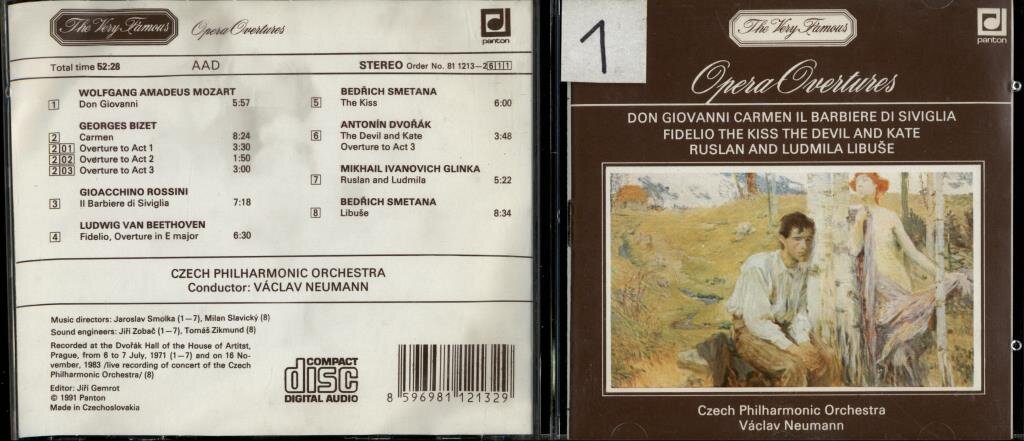 The Very Famous
Opera Overtures
panton
Total time 52:28
AAD
STEREO Order No. 81 1213-2 611
WOLFGANG AMADEUS MOZART
1 Don Giovanni 5:57
GEORGES BIZET
2 Carmen 8:24
2 01 Overture to Act 1 3:30
2 02 Overture to Act 2 1:50
2 03 Overture to Act 3 3:00
GIOACCHINO ROSSINI
3 Il Barbiere di Siviglia 7:18
LUDWIG VAN BEETHOVEN
4 Fidelio, Overture in E major 6:30
BEDŘICH SMETANA
5 The Kiss 6:00
ANTONÍN DVOŘÁK
6 The Devil and Kate 3:48
Overture to Act 3
MIKHAIL IVANOVICH GLINKA
7 Ruslan and Ludmila 5:22
BEDŘICH SMETANA
8 Libuše 8:34
CZECH PHILHARMONIC ORCHESTRA
Conductor: VÁCLAV NEUMANN
Music directors: Jaroslav Smolka (1—7), Milan Slavický (8)
Sound engineers: Jiří Zobač (1—7), Tomáš Zikmund (8)
Recorded at the Dvořák Hall of the House of Artitst,
Prague, from 6 to 7 July, 1971 (1—7) and on 16 No-
vember, 1983 /live recording of concert of the Czech
Philharmonic Orchestra/ (8)
Editor: Jiří Gemrot
© 1991 Panton
Made in Czechoslovakia
COMPACT
disc
DIGITAL AUDIO
8 596981 121329
1
The Very Famous
panton
Opera Overtures
DON GIOVANNI CARMEN IL BARBIERE DI SIVIGLIA
FIDELIO THE KISS THE DEVIL AND KATE
RUSLAN AND LUDMILA LIBUŠE
Czech Philharmonic Orchestra
Václav Neumann